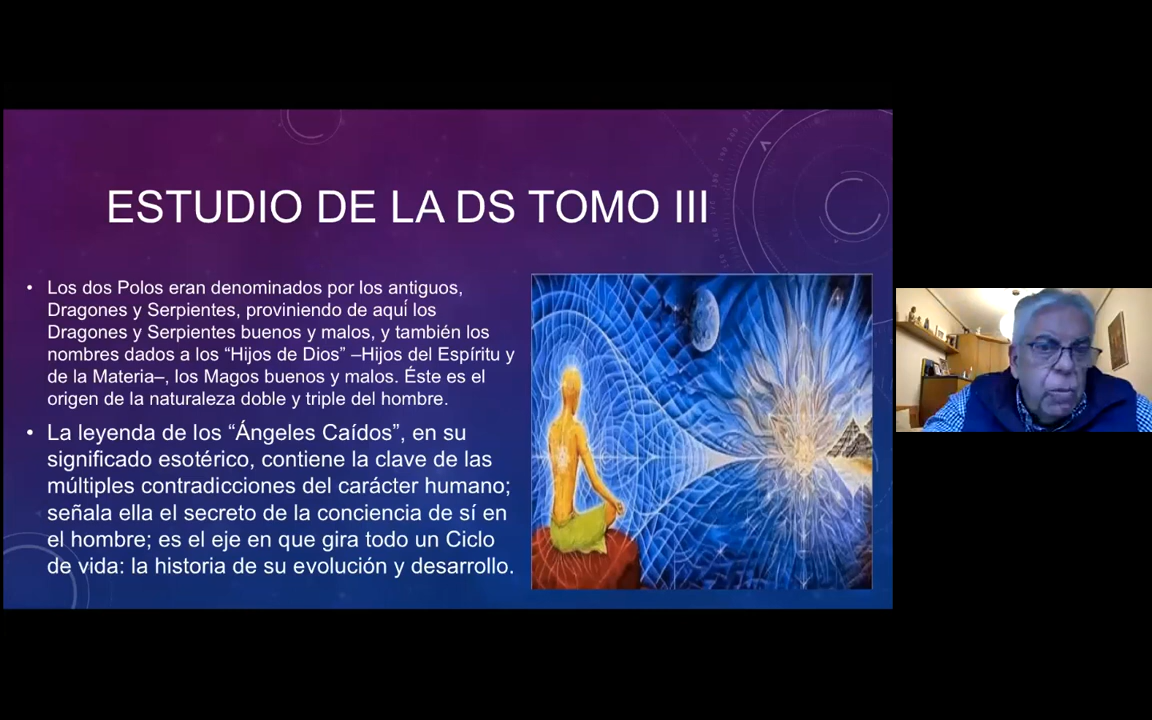 ESTUDIO DE LA DS TOMO III
• Los dos Polos eran denominados por los antiguos,
Dragones y Serpientes, proviniendo de aquí los
Dragones y Serpientes buenos y malos, y también los
nombres dados a los “Hijos de Dios” –Hijos del Espíritu y
de la Materia–, los Magos buenos y malos. Éste es el
origen de la naturaleza doble y triple del hombre.
• La leyenda de los “Ángeles Caídos”, en su
significado esotérico, contiene la clave de las
múltiples contradicciones del carácter humano;
señala ella el secreto de la conciencia de sí en
el hombre; es el eje en que gira todo un Ciclo
de vida: la historia de su evolución y desarrollo.